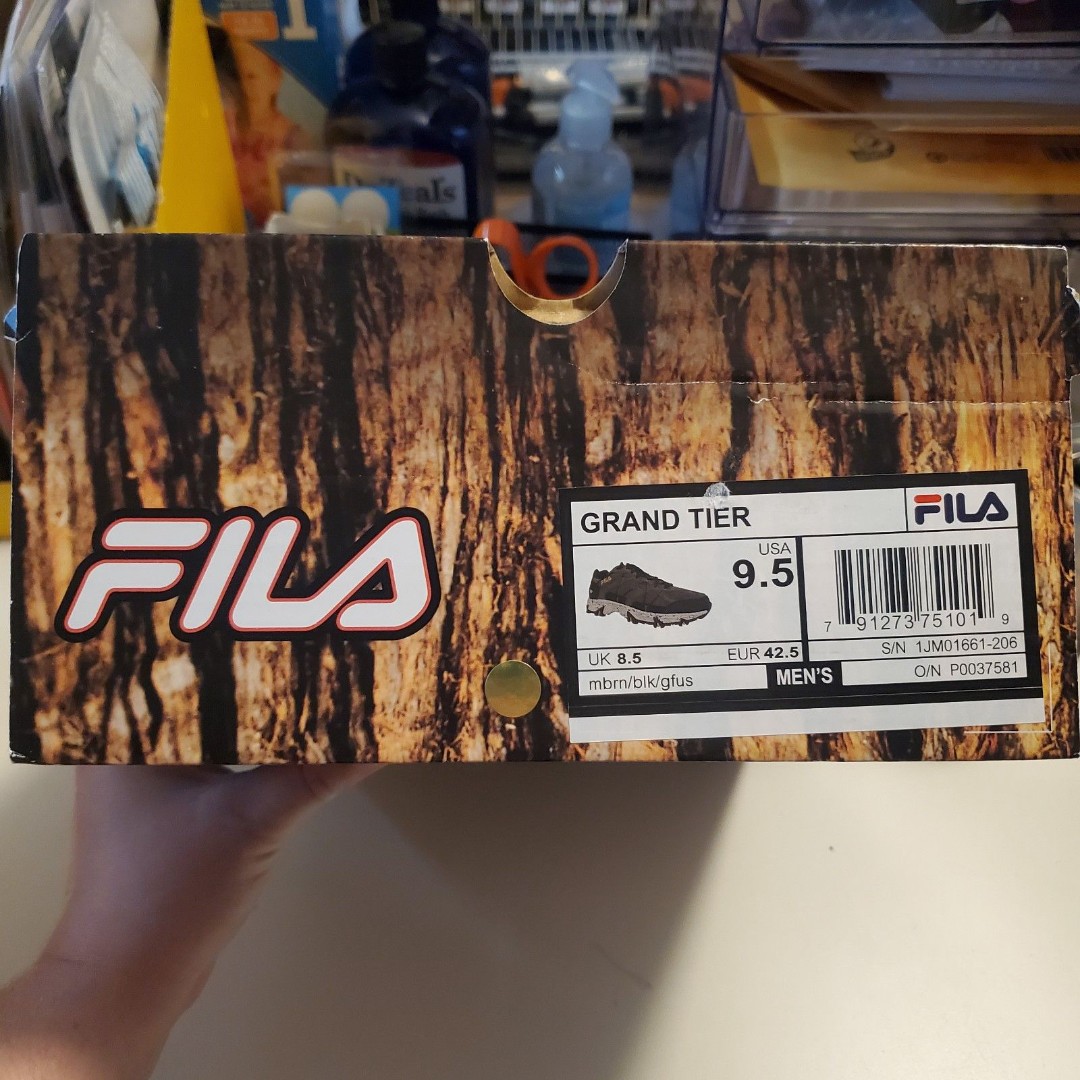 FILA
GRAND TIER
FILA
USA
9.5
UK 8.5
EUR 42.5
mbrn/blk/gfus
MEN'S
7 91273 75101 9
S/N 1JM01661-206
O/N P0037581